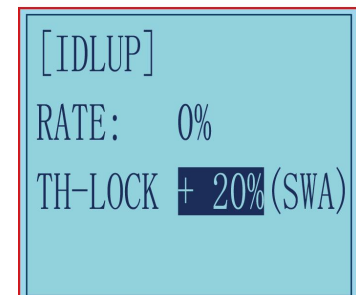 [IDLUP]
RATE: 0%
TH-LOCK + 20%(SWA)